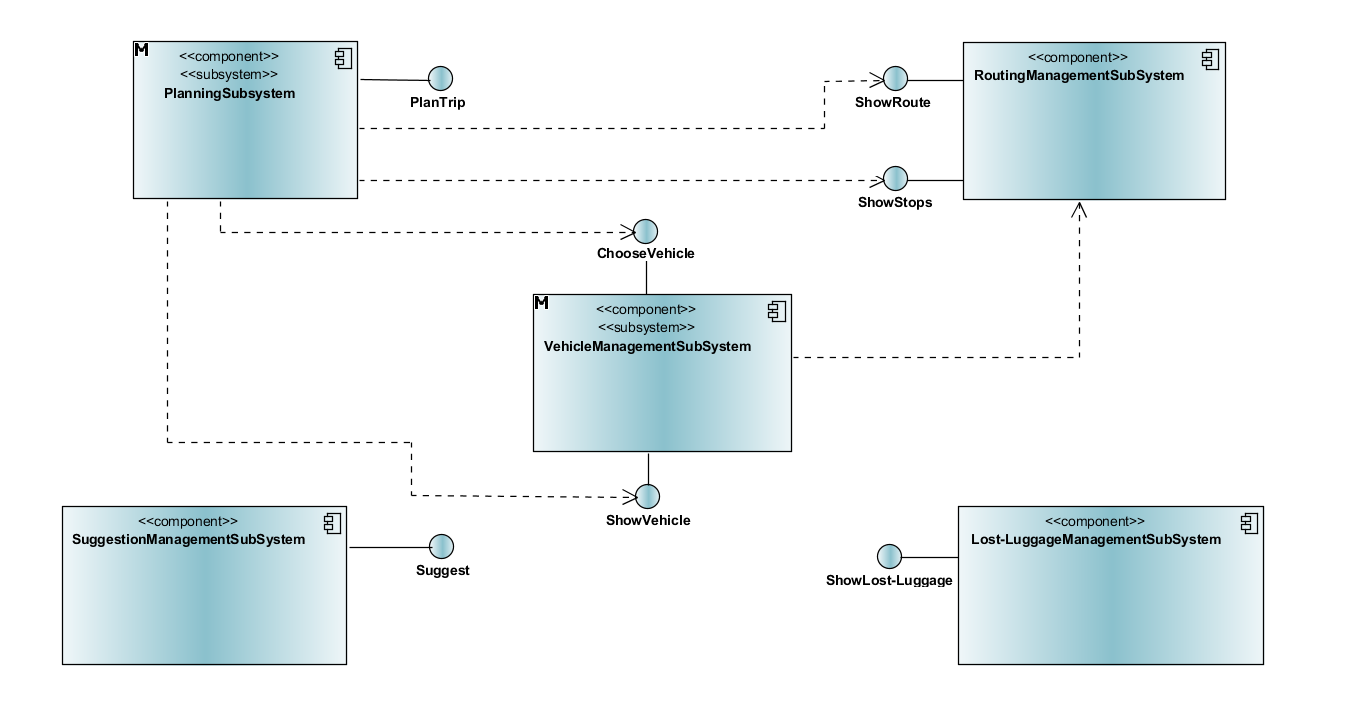 M
<<component>>
<<subsystem>>
PlanningSubsystem
PlanTrip
ShowRoute
<<component>>
RoutingManagementSubSystem
ShowStops
ChooseVehicle
M
<<component>>
<<subsystem>>
VehicleManagementSubSystem
ShowVehicle
<<component>>
SuggestionManagementSubSystem
Suggest
ShowLost-Luggage
<<component>>
Lost-LuggageManagementSubSystem